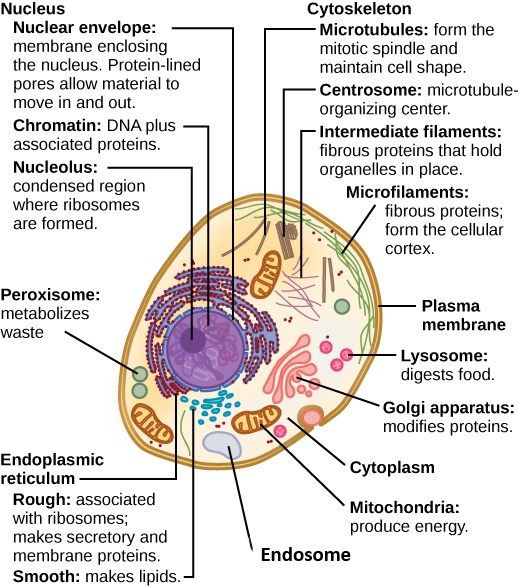 Nucleus
Nuclear envelope:
membrane enclosing
the nucleus. Protein-lined
pores allow material to
move in and out.
Chromatin: DNA plus
associated proteins.
Nucleolus:
condensed region
where ribosomes
are formed.
Peroxisome:
metabolizes
waste
Endoplasmic
reticulum
Rough: associated
with ribosomes;
makes secretory and
membrane proteins.
Smooth: makes lipids.
Cytoskeleton
Microtubules: form the
mitotic spindle and
maintain cell shape.
Centrosome: microtubule-
organizing center.
Intermediate filaments:
fibrous proteins that hold
organelles in place.
Microfilaments:
fibrous proteins;
form the cellular
cortex.
Plasma
membrane
Lysosome:
digests food.
Golgi apparatus:
modifies proteins.
Cytoplasm
Mitochondria:
produce energy.
Endosome